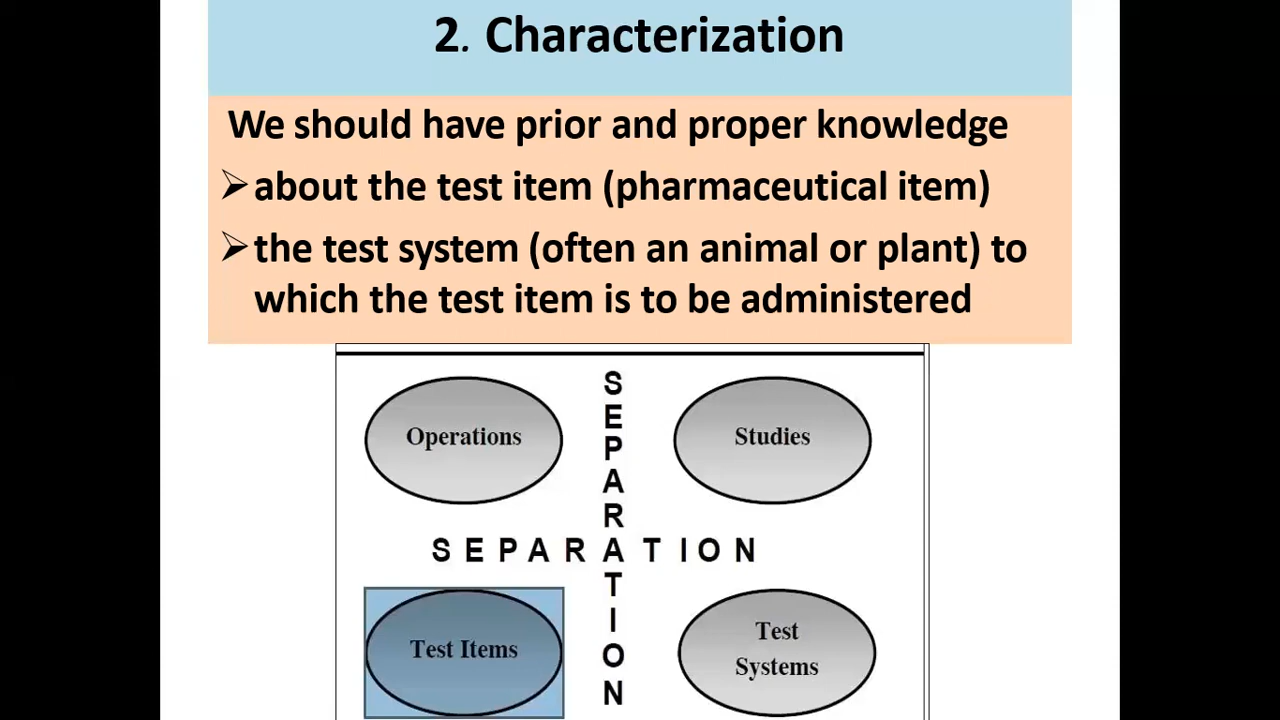 2. Characterization
We should have prior and proper knowledge
➢about the test item (pharmaceutical item)
➢the test system (often an animal or plant) to
which the test item is to be administered
Operations
Studies
SEPARATION
SEPARATION
Test Items
Test
Systems